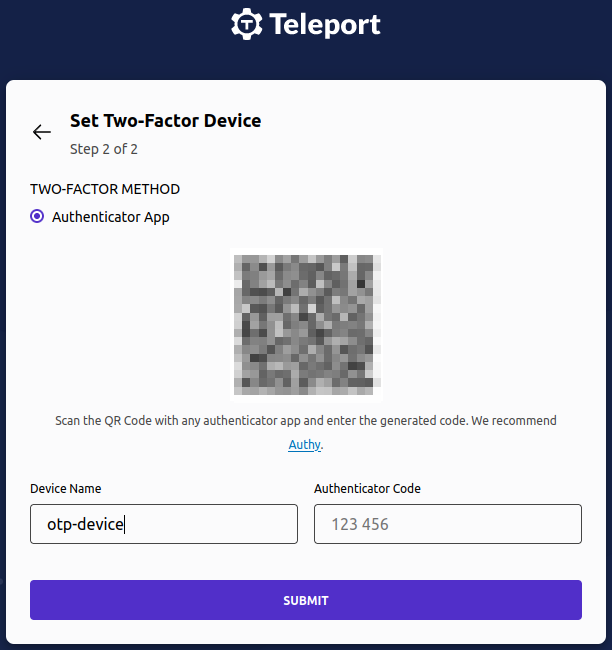 Teleport
Set Two-Factor Device
Step 2 of 2
TWO-FACTOR METHOD
Authenticator App
Scan the QR Code with any authenticator app and enter the generated code. We recommend
Authy.
Device Name
Authenticator Code
otp-device
123 456
SUBMIT